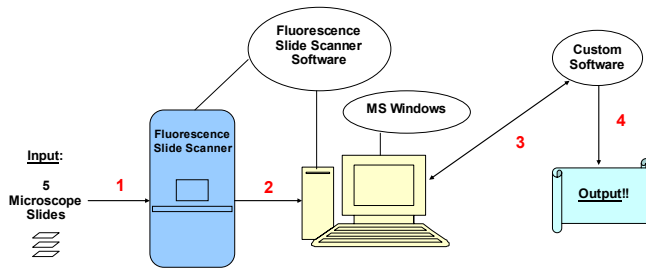 Fluorescence
Slide Scanner
Software
Custom
Software
MS Windows
Fluorescence
Slide Scanner
Input:
5
Microscope
Slides
1
2
3
4
Output!!